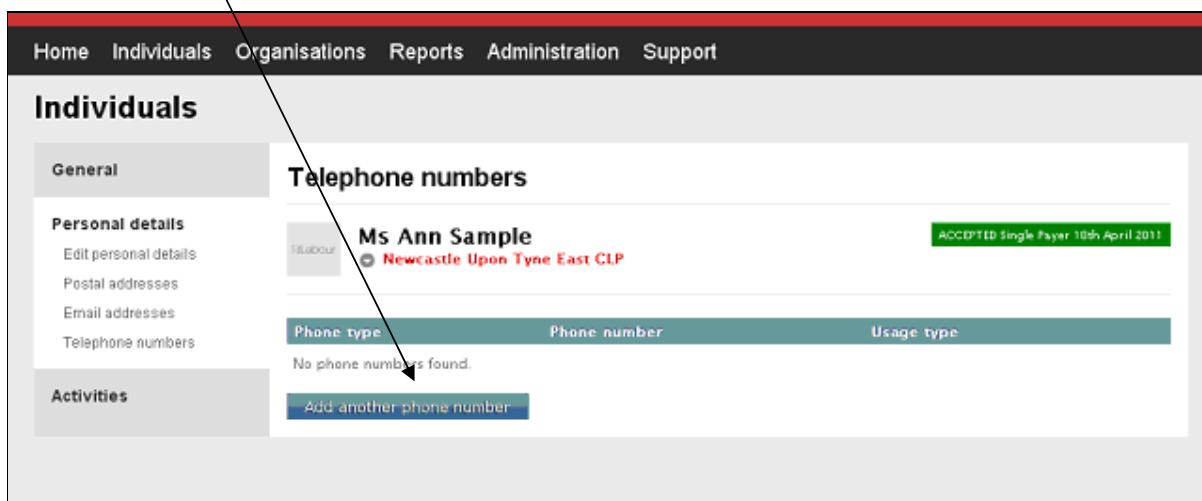 Home Individuals Organisations Reports Administration Support
Individuals
General
Personal details
Edit personal details
Postal addresses
Email addresses
Telephone numbers
Activities
Telephone numbers
Ms Ann Sample
Newcastle Upon Tyne East CLP
ACCEPTED Single Payer 18th April 2011
Phone type Phone number Usage type
No phone numbers found.
Add another phone number